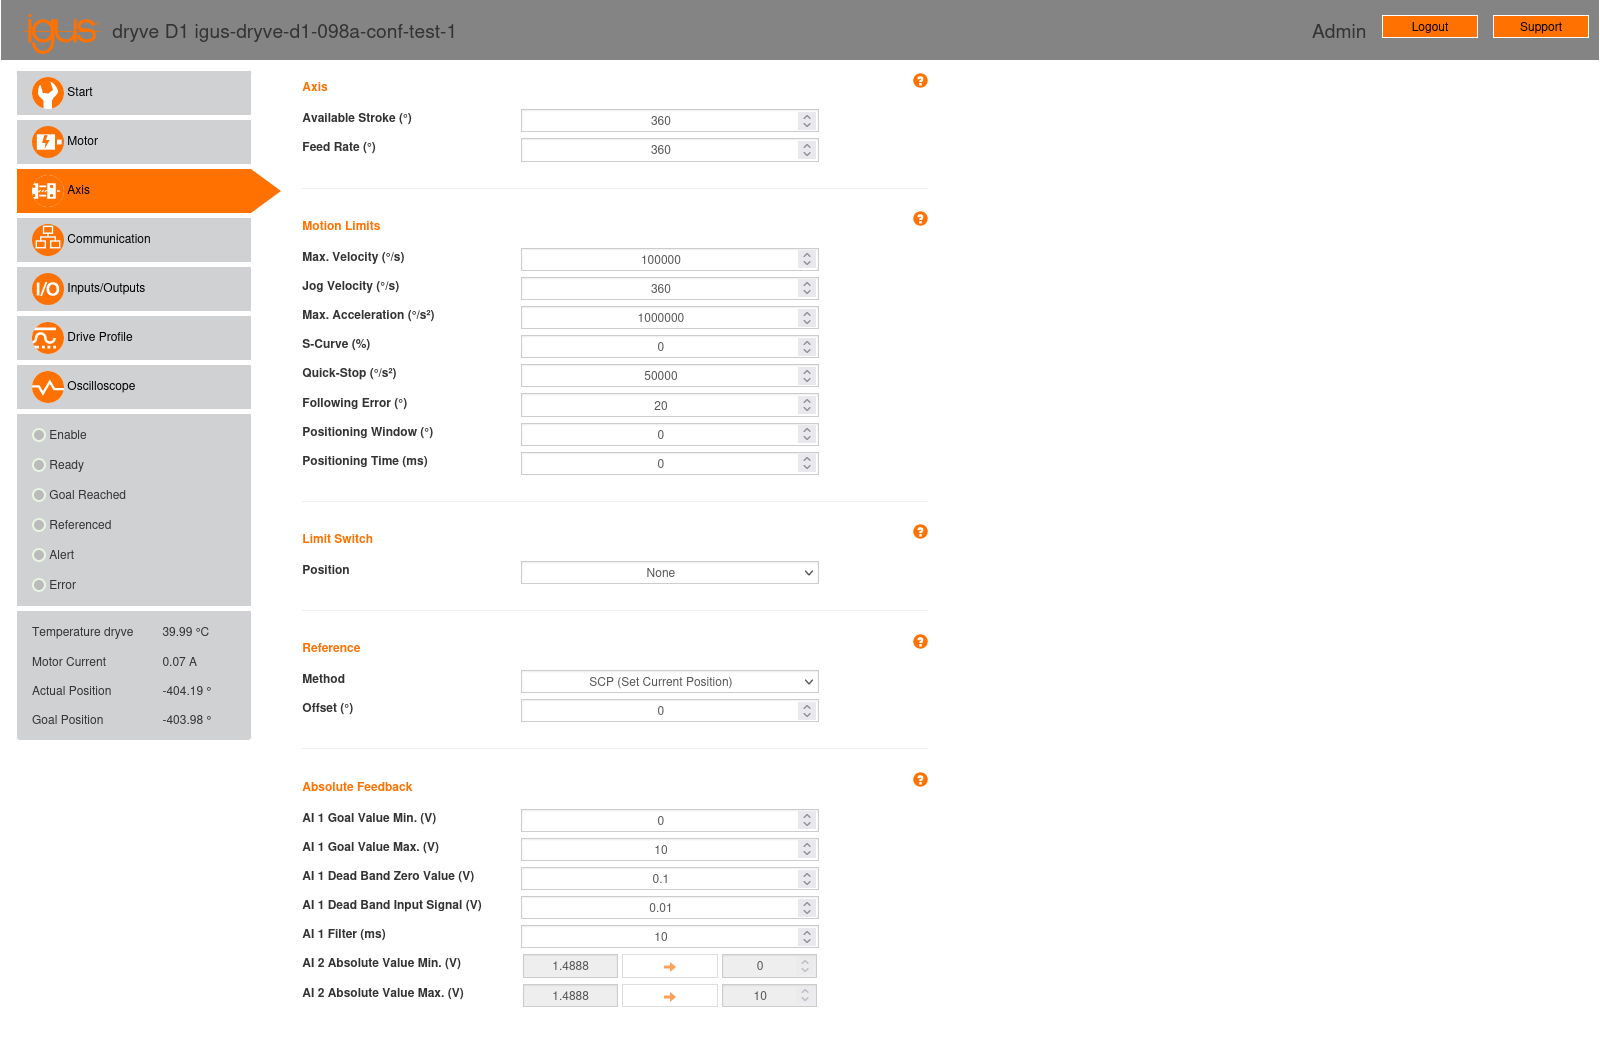 igus dryve D1 igus-dryve-d1-098a-conf-test-1 Admin Logout Support
Start
Motor
Axis
Communication
I/O Inputs/Outputs
Drive Profile
Oscilloscope
Enable
Ready
Goal Reached
Referenced
Alert
Error
Temperature dryve 39.99 °C
Motor Current 0.07 A
Actual Position -404.19 °
Goal Position -403.98 °
Axis ?
Available Stroke (°) 360
Feed Rate (°) 360
Motion Limits ?
Max. Velocity (°/s) 100000
Jog Velocity (°/s) 360
Max. Acceleration (°/s²) 1000000
S-Curve (%) 0
Quick-Stop (°/s²) 50000
Following Error (°) 20
Positioning Window (°) 0
Positioning Time (ms) 0
Limit Switch ?
Position None
Reference ?
Method SCP (Set Current Position)
Offset (°) 0
Absolute Feedback ?
AI 1 Goal Value Min. (V) 0
AI 1 Goal Value Max. (V) 10
AI 1 Dead Band Zero Value (V) 0.1
AI 1 Dead Band Input Signal (V) 0.01
AI 1 Filter (ms) 10
AI 2 Absolute Value Min. (V) 1.4888 0
AI 2 Absolute Value Max. (V) 1.4888 10